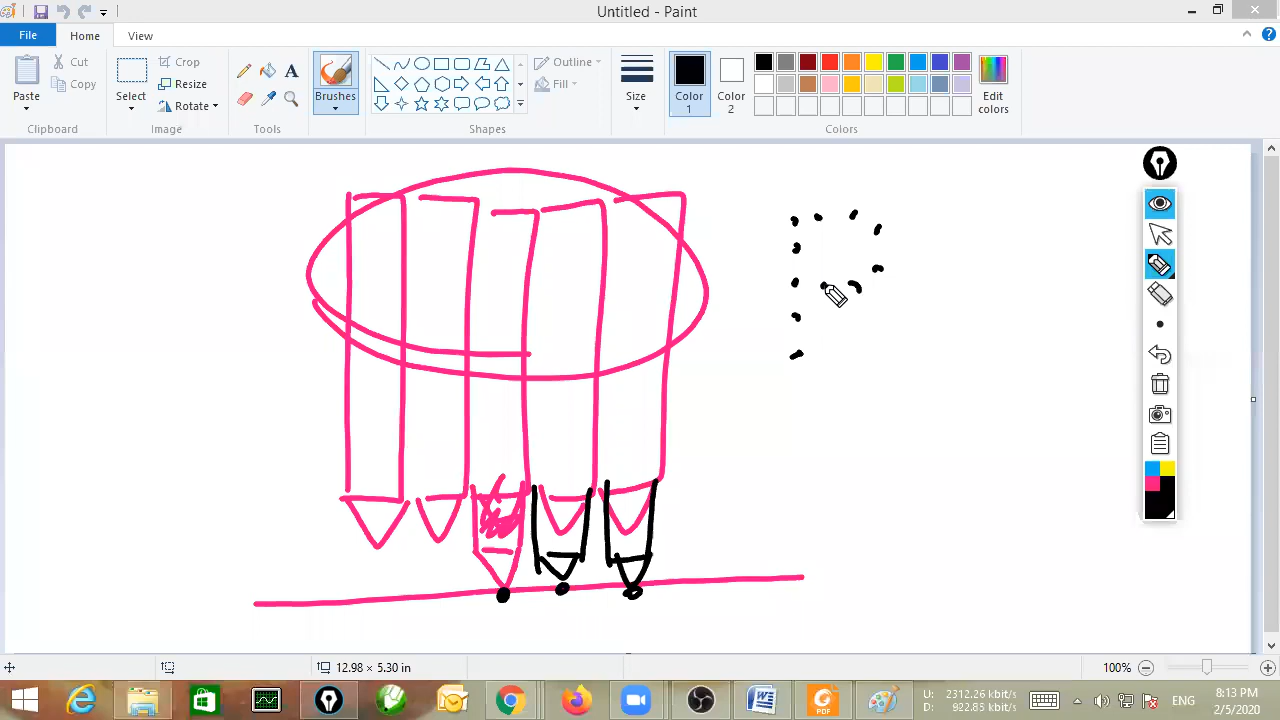 Untitled - Paint
File Home View
Cut
Copy
Paste
Clipboard
Select
Crop
Resize
Rotate
Image
A
Tools
Brushes
Outline
Fill
Shapes
Size
Color
1
Color
2
Edit
colors
Colors
12.98 × 5.30 in
100%
W
PDF
U: 2312.26 kbit/s
D: 922.85 kbit/s
ENG
8:13 PM
2/5/2020